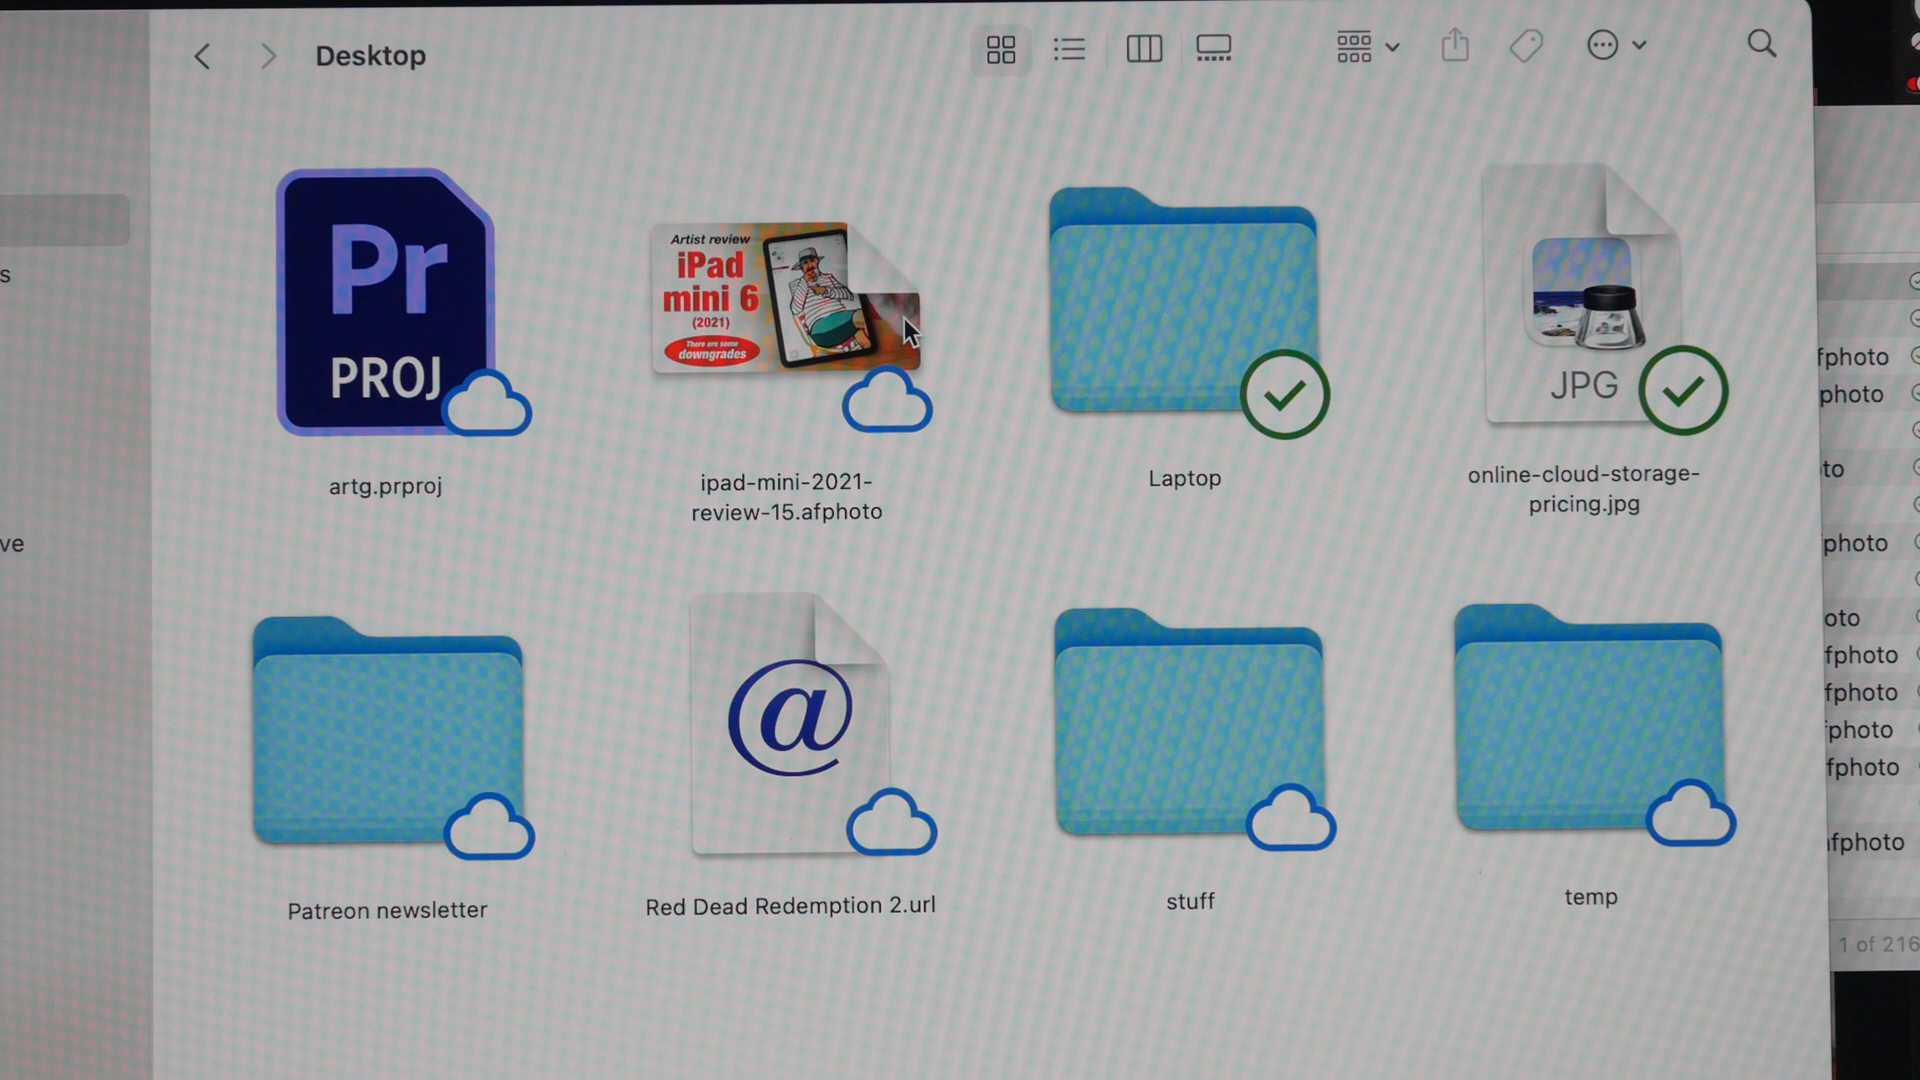 Desktop
Pr
PROJ
artg.prproj
Artist review
iPad
mini 6
(2021)
There are some
downgrades
ipad-mini-2021-
review-15.afphoto
Laptop
JPG
online-cloud-storage-
pricing.jpg
Patreon newsletter
@
Red Dead Redemption 2.url
stuff
temp
s
ve
fphoto
photo
to
photo
oto
fphoto
fphoto
fphoto
fphoto
fphoto
1 of 216